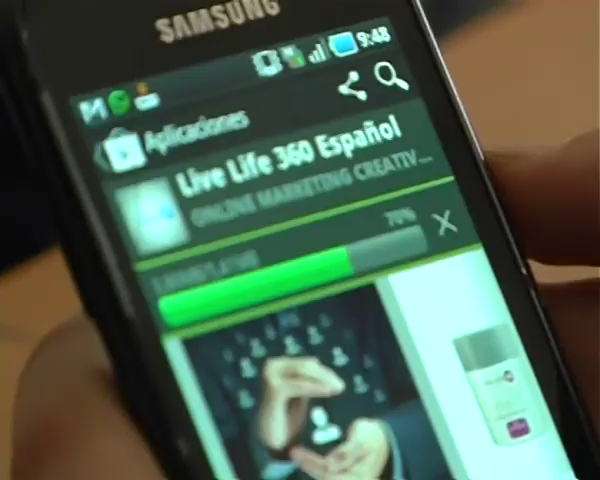 SAMSUNG
9:48
Aplicaciones
Live Life 360 Español
ONLINE MARKETING CREATIV...
70%